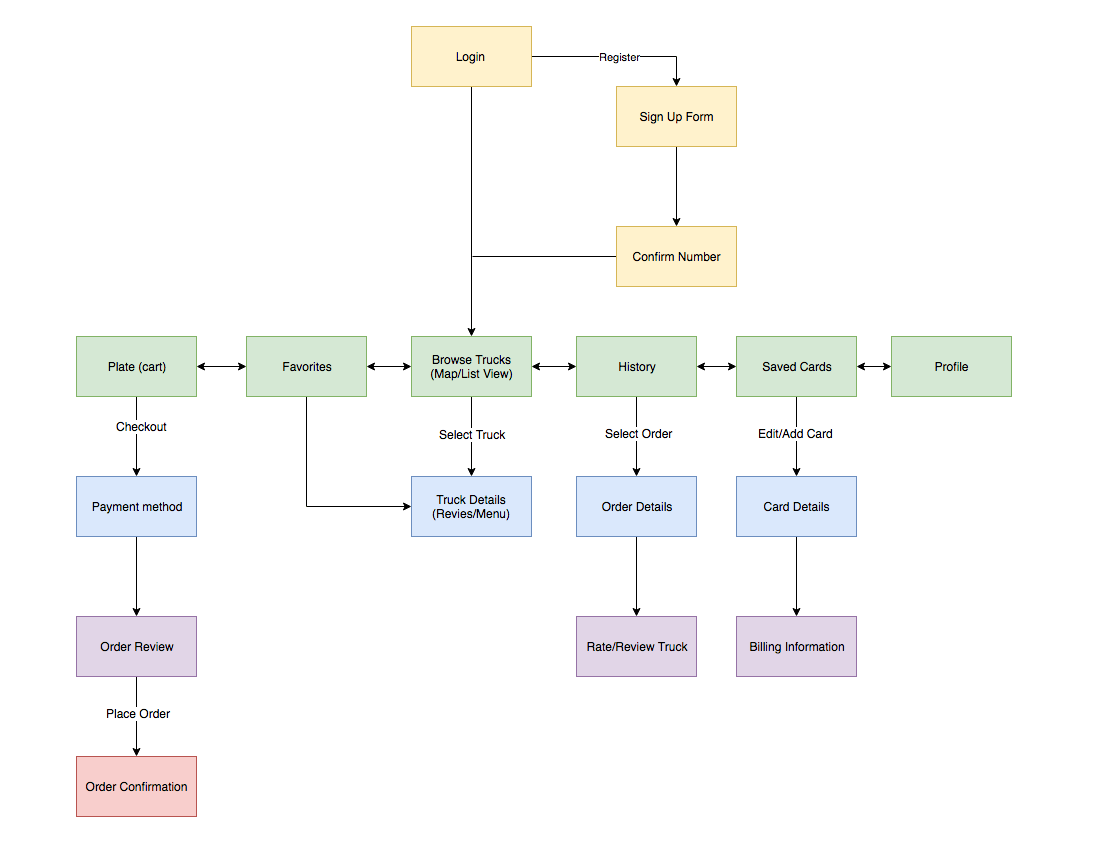 Login
Register
Sign Up Form
Confirm Number
Plate (cart)
Favorites
Browse Trucks
(Map/List View)
History
Saved Cards
Profile
Checkout
Select Truck
Select Order
Edit/Add Card
Payment method
Truck Details
(Revies/Menu)
Order Details
Card Details
Order Review
Rate/Review Truck
Billing Information
Place Order
Order Confirmation